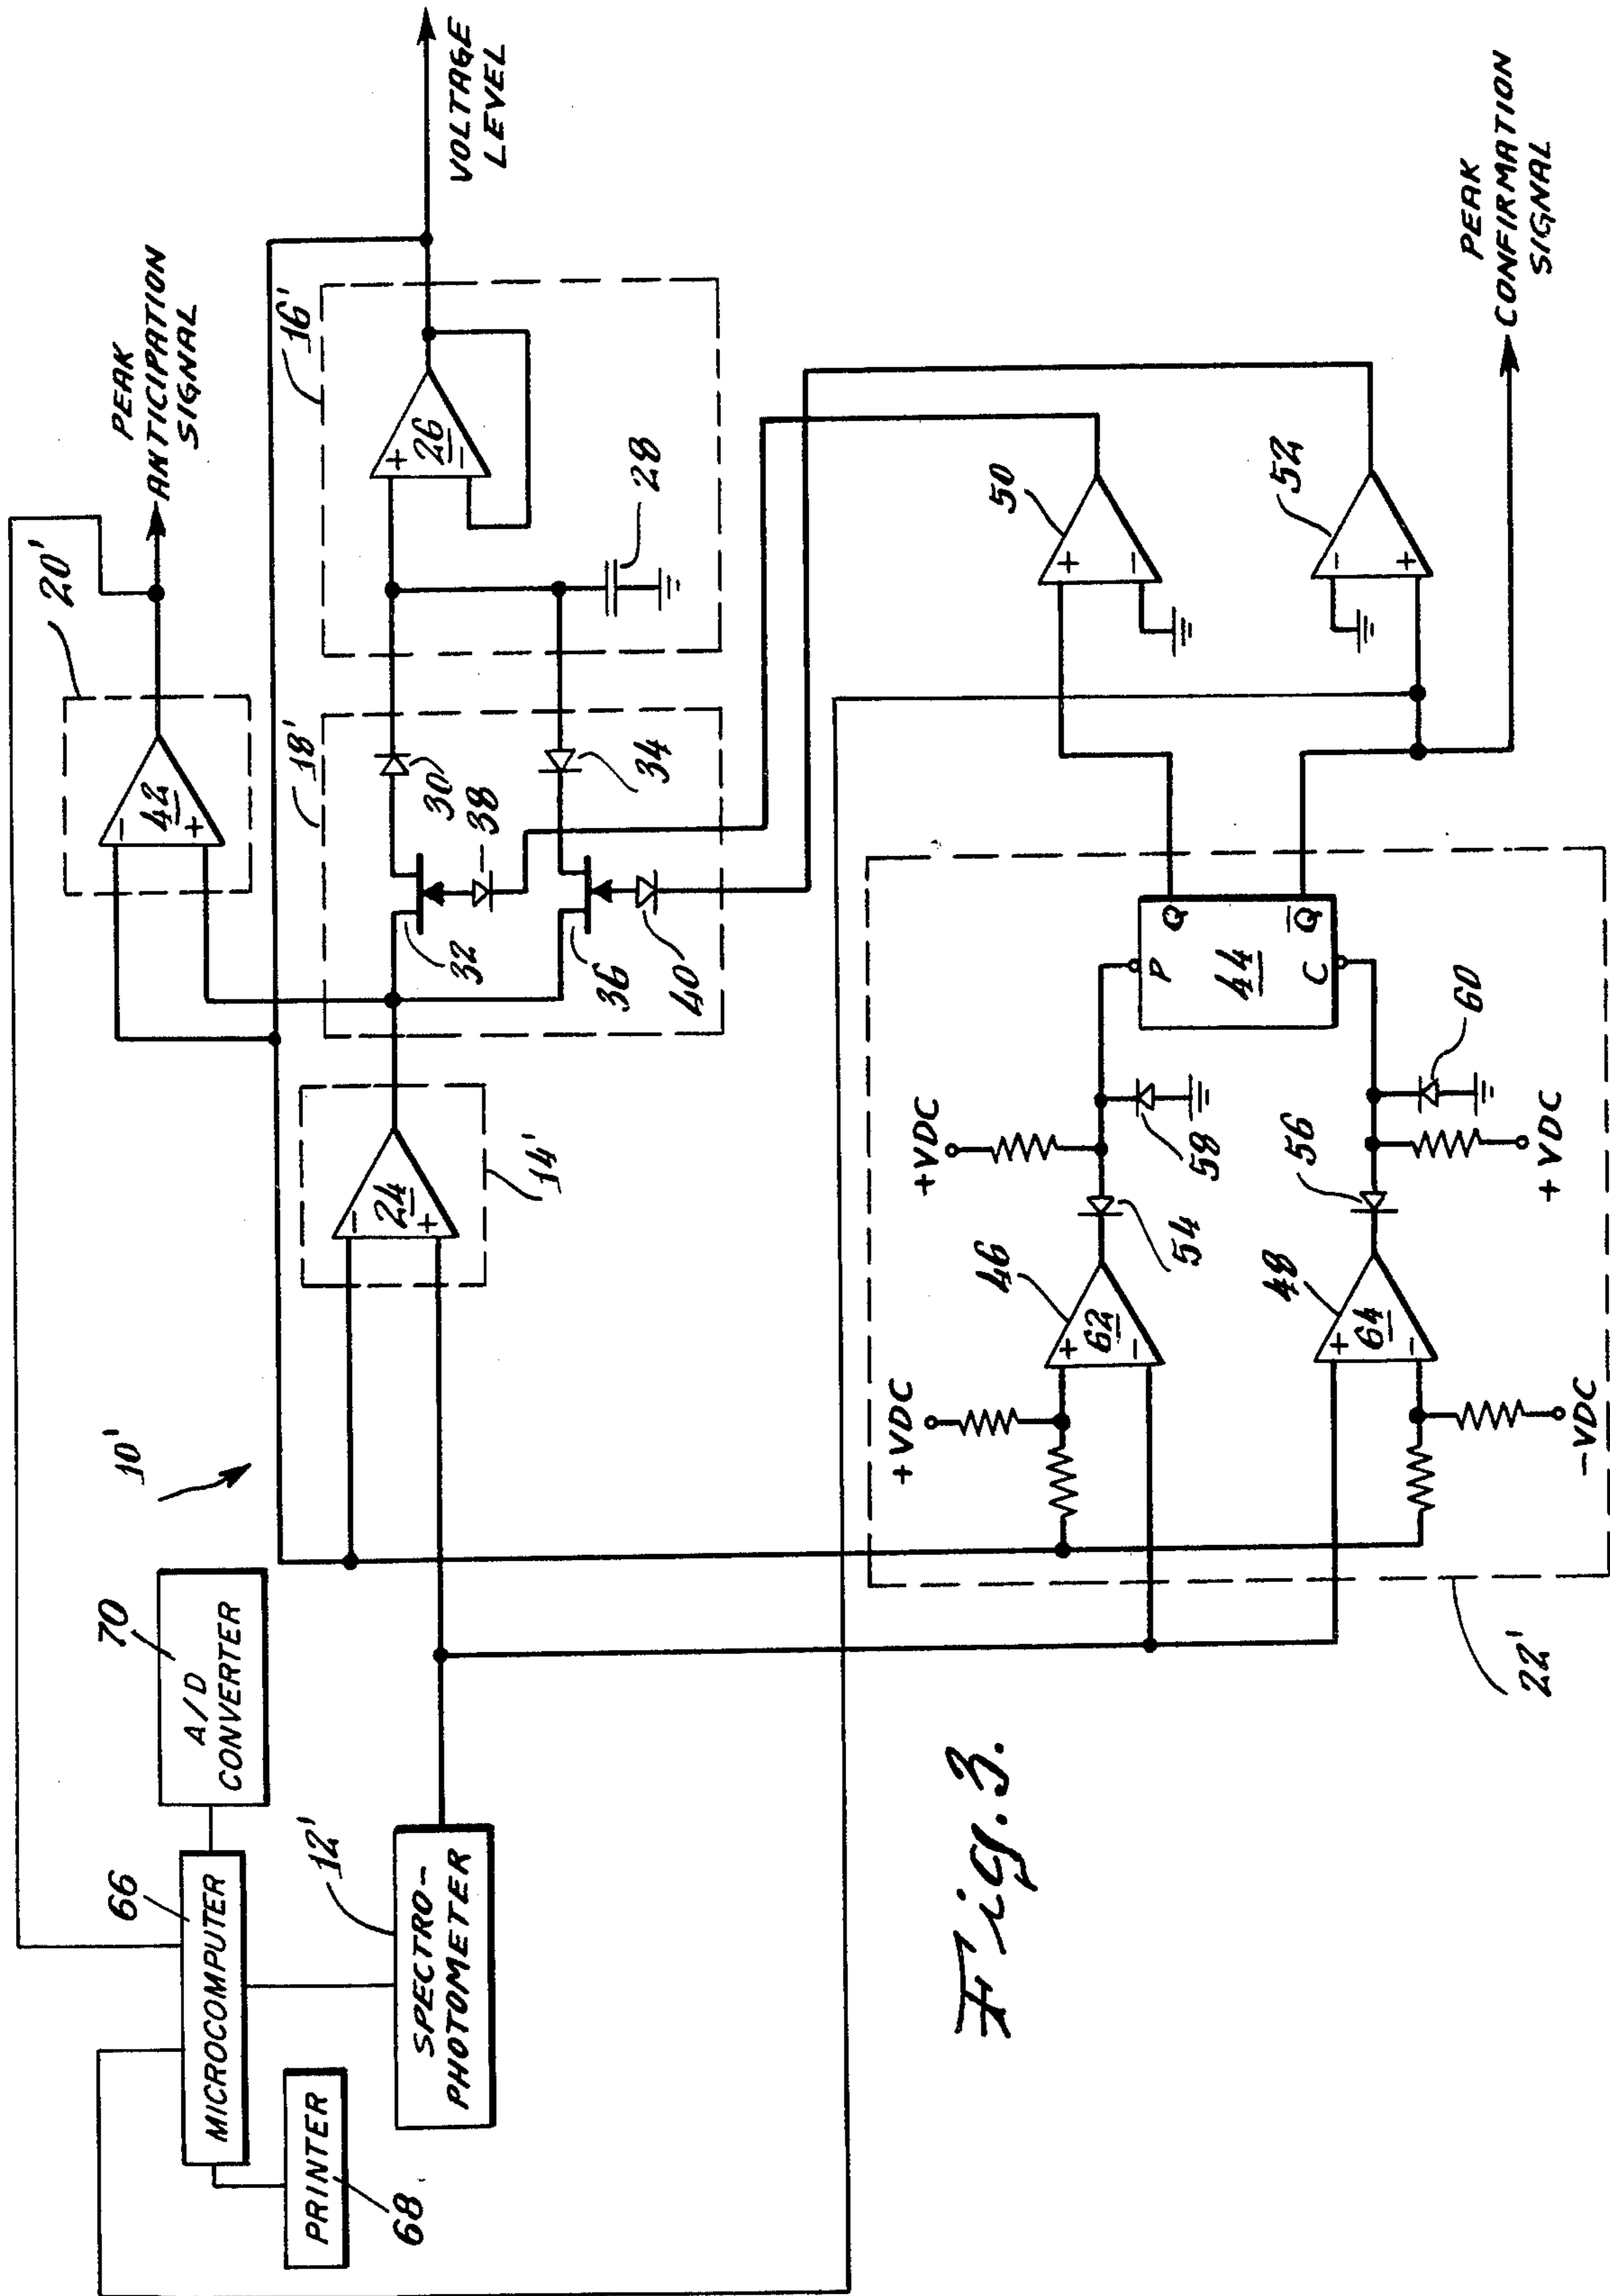 10'
70
A/D
CONVERTER
66
MICROCOMPUTER
PRINTER
68
12'
SPECTRO-
PHOTOMETER
14'
-
24
+
20'
-
42
+
PEAK
ANTICIPATION
SIGNAL
18'
30
38
32
34
36
40
16'
+
26
-
28
VOLTAGE
LEVEL
22'
+VDC
46
+
62
-
54
+VDC
58
48
+
64
-
-VDC
56
+VDC
60
P
Q
44
C
Q̅
50
+
-
52
-
+
PEAK
CONFIRMATION
SIGNAL
Fig. 3.